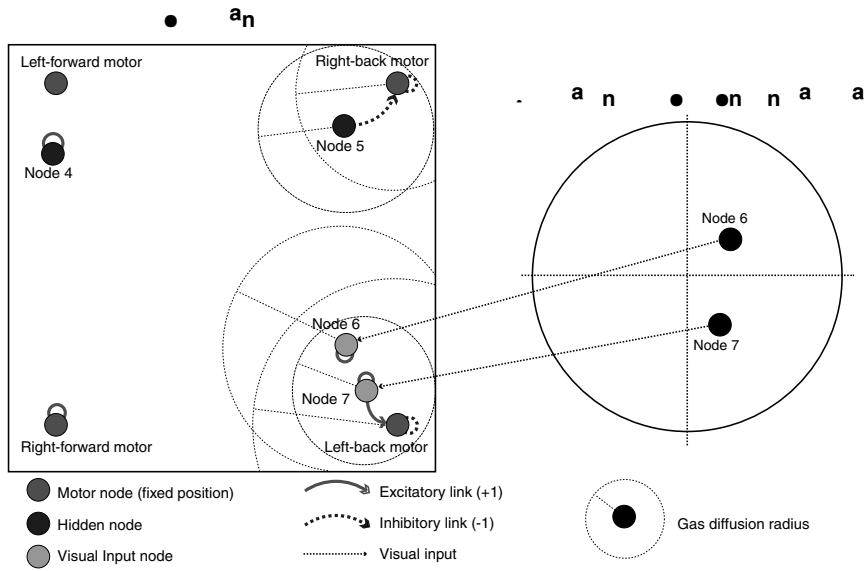 a n
a n n n a a
Left-forward motor
Right-back motor
Node 4
Node 5
Node 6
Node 7
Right-forward motor
Left-back motor
Node 6
Node 7
Motor node (fixed position)
Hidden node
Visual Input node
Excitatory link (+1)
Inhibitory link (-1)
Visual input
Gas diffusion radius